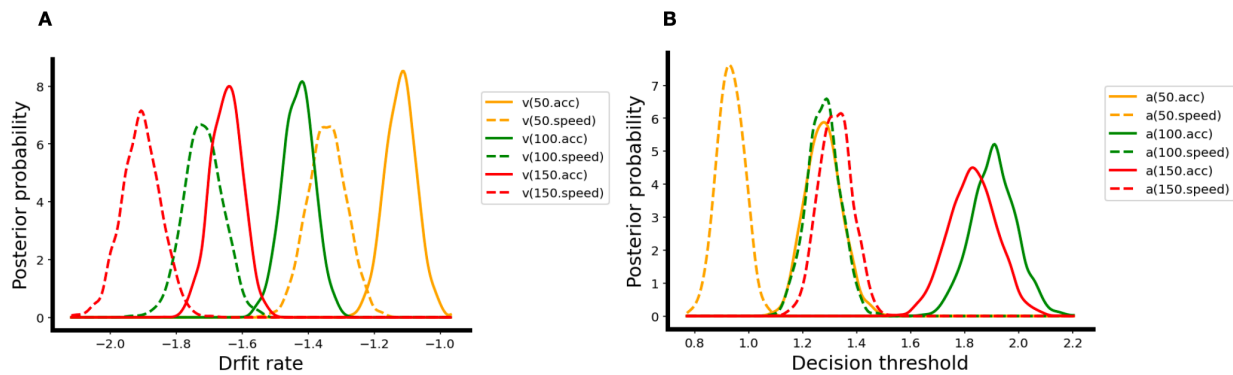 A
Posterior probability
8
6
4
2
0
−2.0 −1.8 −1.6 −1.4 −1.2 −1.0
Drfit rate
v(50.acc)
v(50.speed)
v(100.acc)
v(100.speed)
v(150.acc)
v(150.speed)
B
Posterior probability
7
6
5
4
3
2
1
0
0.8 1.0 1.2 1.4 1.6 1.8 2.0 2.2
Decision threshold
a(50.acc)
a(50.speed)
a(100.acc)
a(100.speed)
a(150.acc)
a(150.speed)